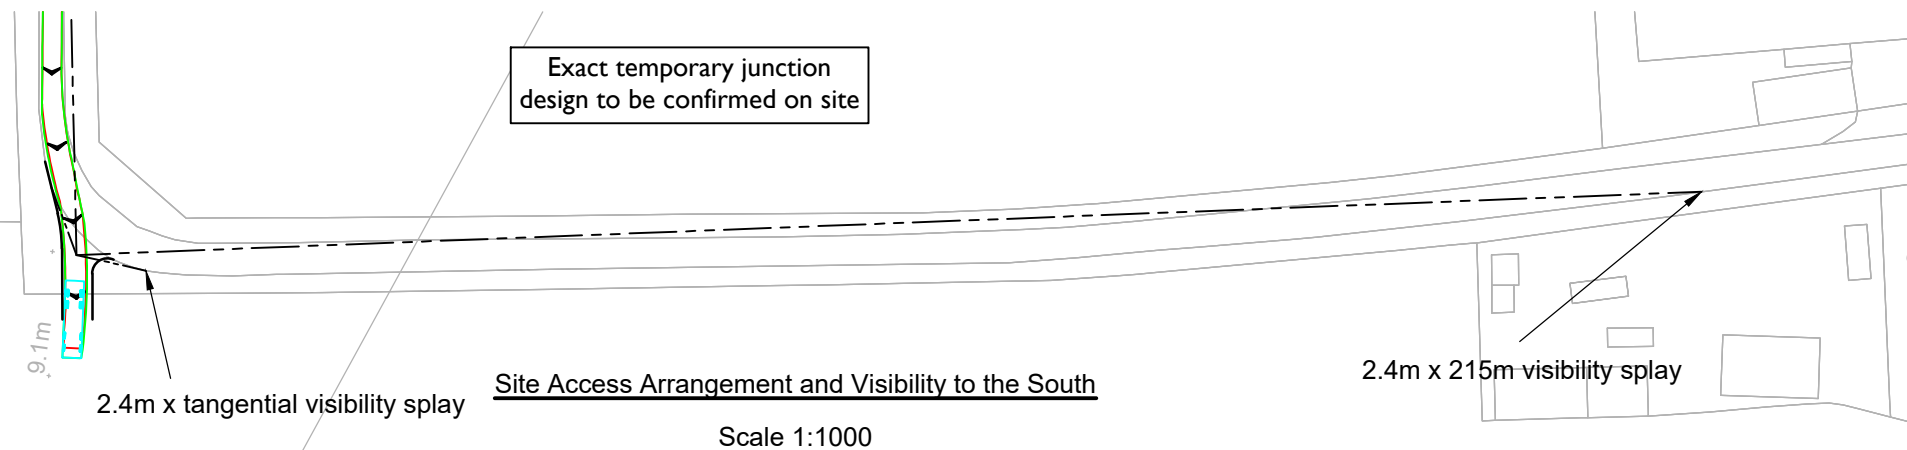 Exact temporary junction
design to be confirmed on site
9.1m
2.4m x tangential visibility splay
Site Access Arrangement and Visibility to the South
Scale 1:1000
2.4m x 215m visibility splay